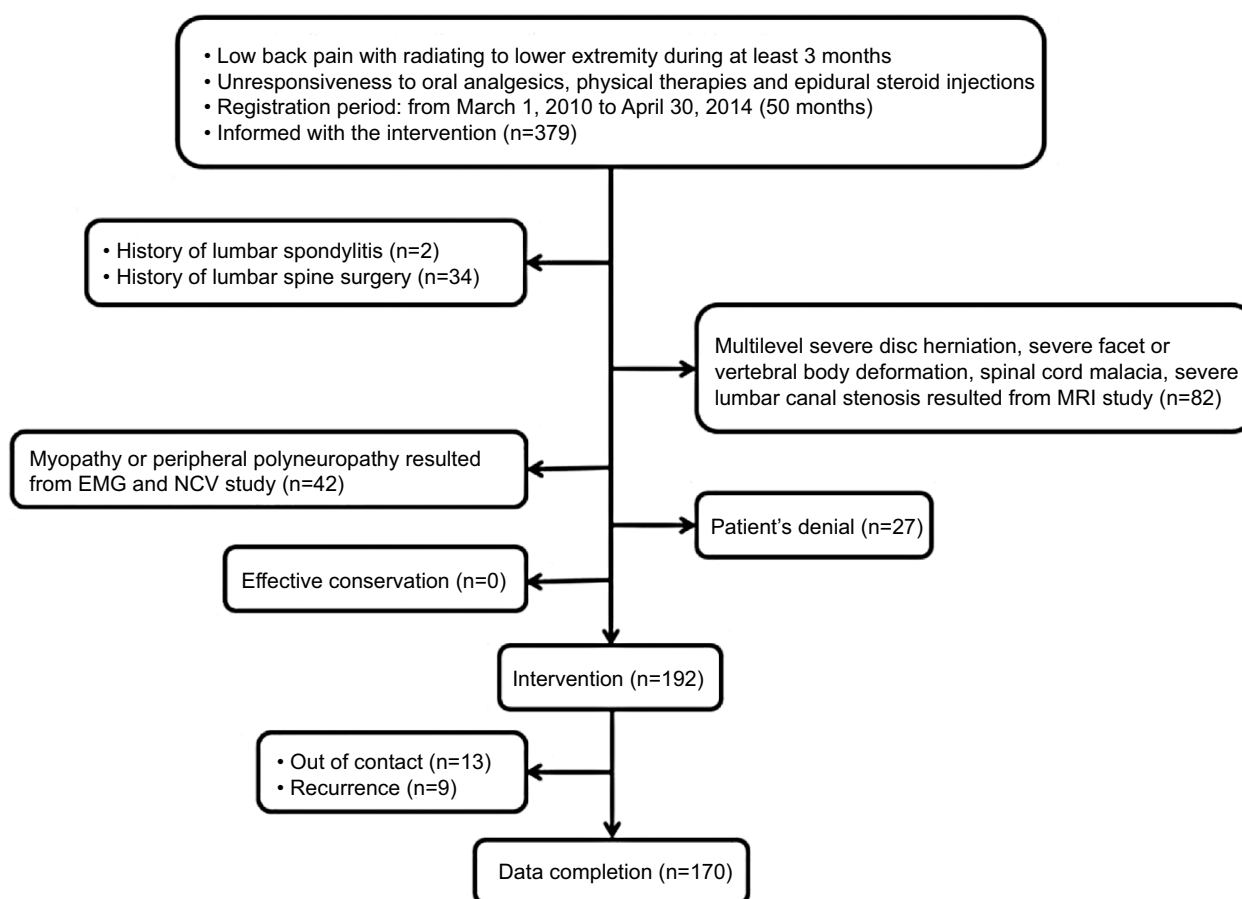 • Low back pain with radiating to lower extremity during at least 3 months
• Unresponsiveness to oral analgesics, physical therapies and epidural steroid injections
• Registration period: from March 1, 2010 to April 30, 2014 (50 months)
• Informed with the intervention (n=379)
• History of lumbar spondylitis (n=2)
• History of lumbar spine surgery (n=34)
Multilevel severe disc herniation, severe facet or
vertebral body deformation, spinal cord malacia, severe
lumbar canal stenosis resulted from MRI study (n=82)
Myopathy or peripheral polyneuropathy resulted
from EMG and NCV study (n=42)
Patient's denial (n=27)
Effective conservation (n=0)
Intervention (n=192)
• Out of contact (n=13)
• Recurrence (n=9)
Data completion (n=170)